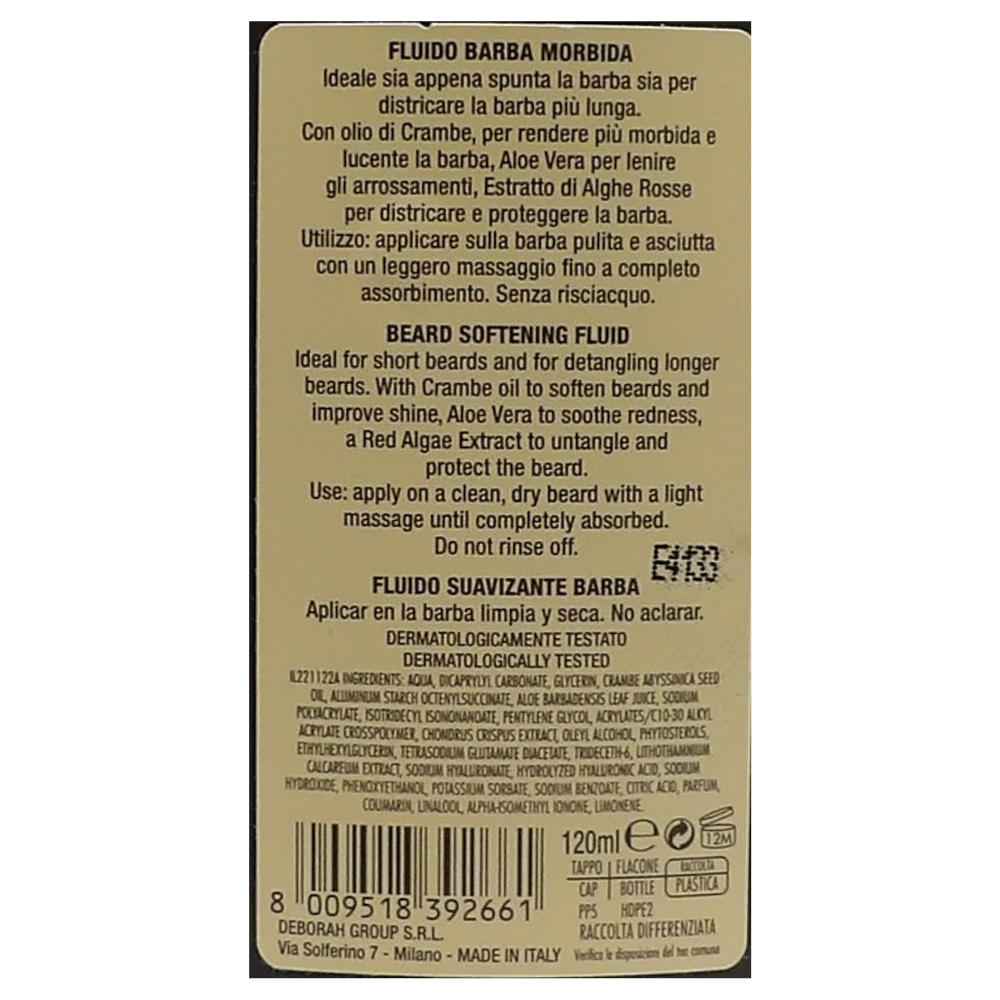 FLUIDO BARBA MORBIDA
Ideale sia appena spunta la barba sia per
districare la barba più lunga.
Con olio di Crambe, per rendere più morbida e
lucente la barba, Aloe Vera per lenire
gli arrossamenti, Estratto di Alghe Rosse
per districare e proteggere la barba.
Utilizzo: applicare sulla barba pulita e asciutta
con un leggero massaggio fino a completo
assorbimento. Senza risciacquo.
BEARD SOFTENING FLUID
Ideal for short beards and for detangling longer
beards. With Crambe oil to soften beards and
improve shine, Aloe Vera to soothe redness,
a Red Algae Extract to untangle and
protect the beard.
Use: apply on a clean, dry beard with a light
massage until completely absorbed.
Do not rinse off.
E4133
FLUIDO SUAVIZANTE BARBA
Aplicar en la barba limpia y seca. No aclarar.
DERMATOLOGICAMENTE TESTATO
DERMATOLOGICALLY TESTED
IL221122A INGREDIENTS: AQUA, DICAPRYLYL CARBONATE, GLYCERIN, CRAMBE ABYSSINICA SEED
OIL, ALUMINUM STARCH OCTENYLSUCCINATE, ALOE BARBADENSIS LEAF JUICE, SODIUM
POLYACRYLATE, ISOTRIDECYL ISONONANOATE, PENTYLENE GLYCOL, ACRYLATES/C10-30 ALKYL
ACRYLATE CROSSPOLYMER, CHONDRUS CRISPUS EXTRACT, OLEYL ALCOHOL, PHYTOSTEROLS,
ETHYLHEXYLGLYCERIN, TETRASODIUM GLUTAMATE DIACETATE, TRIDECETH-6, LITHOTHAMNIUM
CALCAREUM EXTRACT, SODIUM HYALURONATE, HYDROLYZED HYALURONIC ACID, SODIUM
HYDROXIDE, PHENOXYETHANOL, POTASSIUM SORBATE, SODIUM BENZOATE, CITRIC ACID, PARFUM,
COUMARIN, LINALOOL, ALPHA-ISOMETHYL IONONE, LIMONENE.
120ml e 12M
TAPPO FLACONE RACCOLTA
CAP BOTTLE PLASTICA
PP5 HDPE2
RACCOLTA DIFFERENZIATA
Verifica le disposizioni del tuo comune
8 009518 392661
DEBORAH GROUP S.R.L.
Via Solferino 7 - Milano - MADE IN ITALY